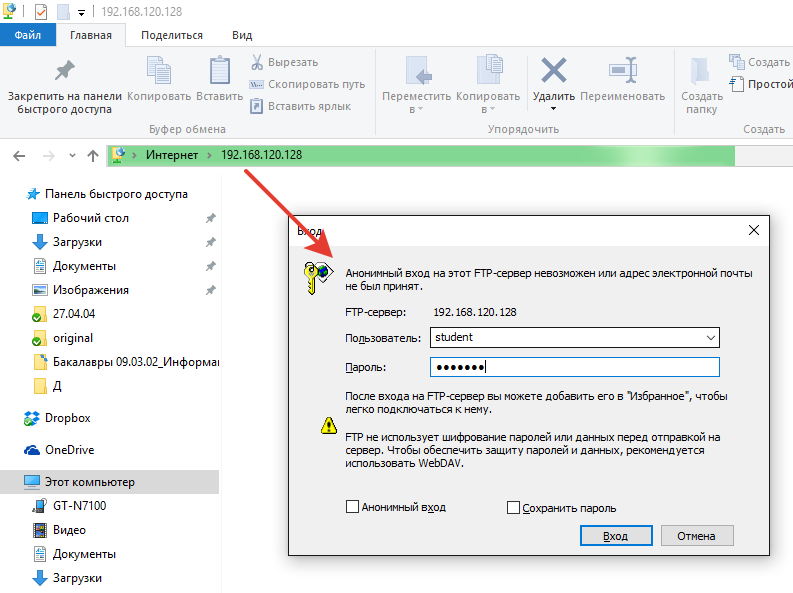 192.168.120.128
Файл Главная Поделиться Вид
Закрепить на панели
быстрого доступа
Копировать
Вставить
Вырезать
Скопировать путь
Вставить ярлык
Буфер обмена
Переместить
в
Копировать
в
Удалить
Переименовать
Упорядочить
Создать
папку
Создать
Простой
Создать
Интернет 192.168.120.128
Панель быстрого доступа
Рабочий стол
Загрузки
Документы
Изображения
27.04.04
original
Бакалавры 09.03.02_Информа
Д
Dropbox
OneDrive
Этот компьютер
GT-N7100
Видео
Документы
Загрузки
Вход
Анонимный вход на этот FTP-сервер невозможен или адрес электронной почты
не был принят.
FTP-сервер: 192.168.120.128
Пользователь: student
Пароль:
После входа на FTP-сервер вы можете добавить его в "Избранное", чтобы
легко подключаться к нему.
FTP не использует шифрование паролей или данных перед отправкой на
сервер. Чтобы обеспечить защиту паролей и данных, рекомендуется
использовать WebDAV.
Анонимный вход Сохранить пароль
Вход Отмена